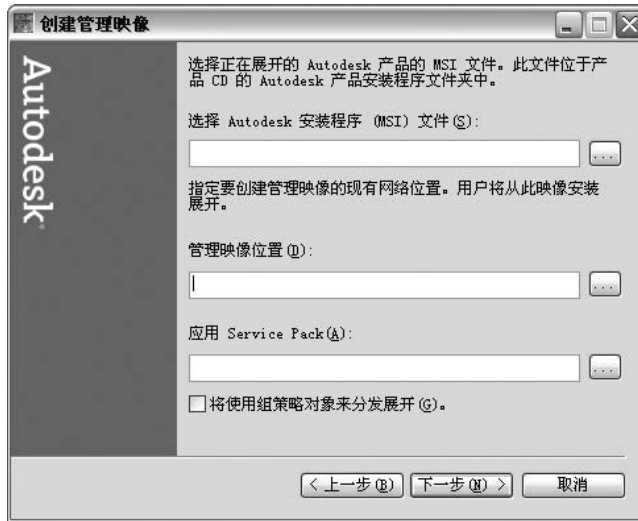 创建管理映像
Autodesk
选择正在展开的 Autodesk 产品的 MSI 文件。此文件位于产
品 CD 的 Autodesk 产品安装程序文件夹中。
选择 Autodesk 安装程序 (MSI) 文件(S):
...
指定要创建管理映像的现有网络位置。用户将从此映像安装
展开。
管理映像位置(D):
...
应用 Service Pack(A):
...
将使用组策略对象来分发展开(G)。
< 上一步(B)
下一步(N) >
取消